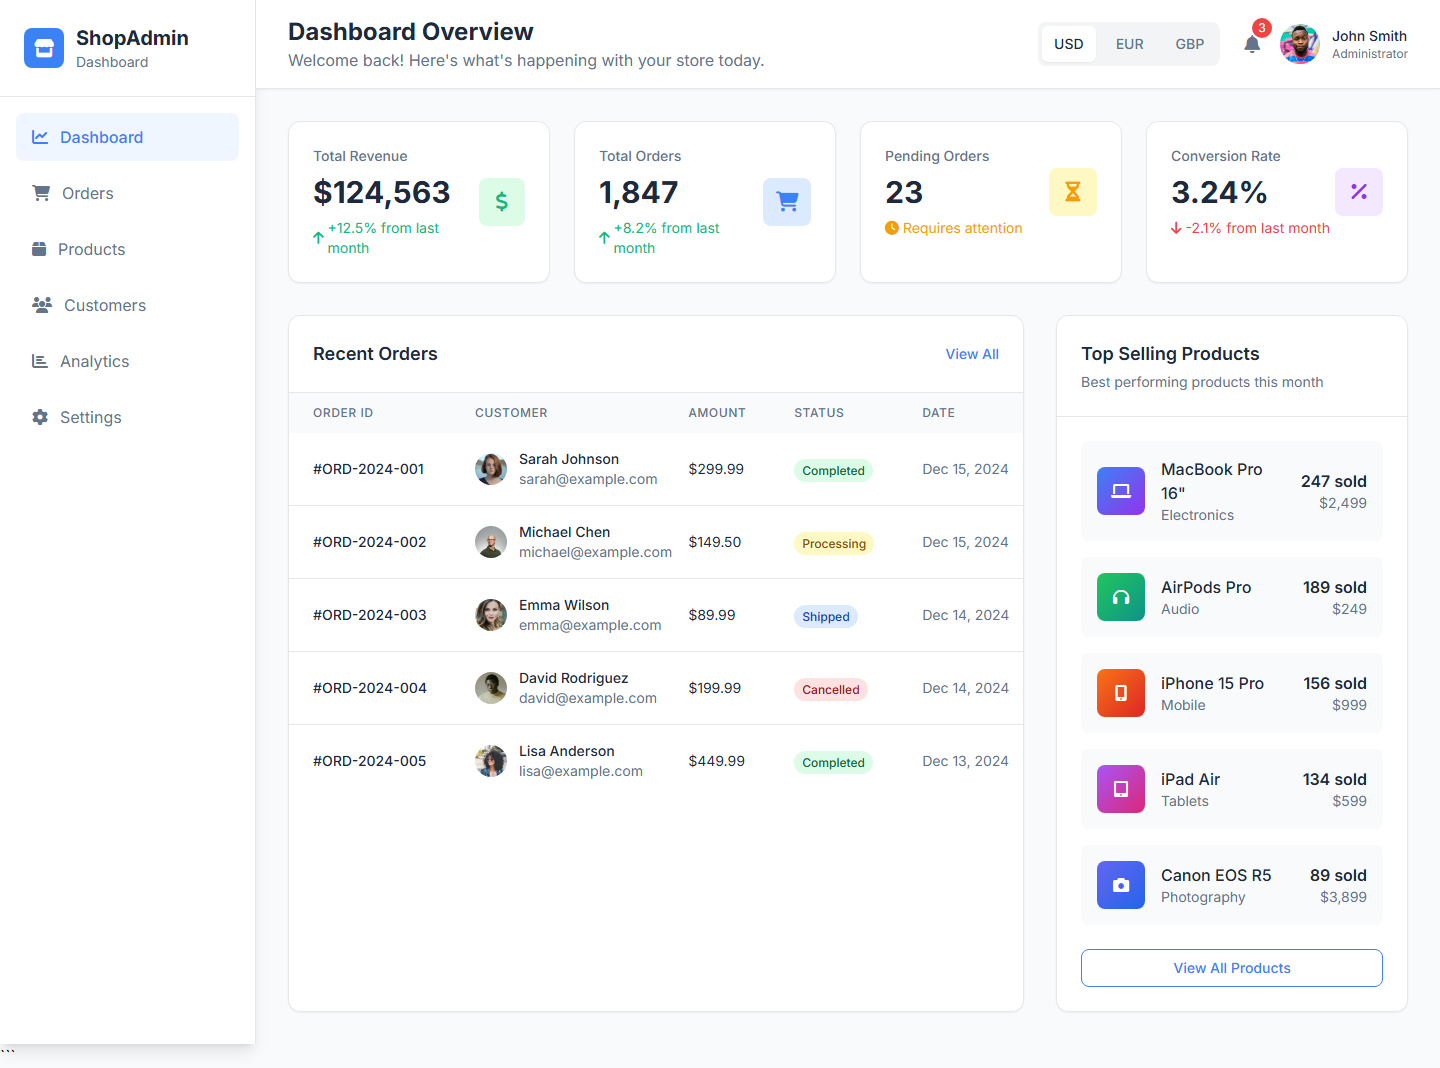 ShopAdmin
Dashboard
Dashboard
Orders
Products
Customers
Analytics
Settings
Dashboard Overview
Welcome back! Here's what's happening with your store today.
USD EUR GBP
3
John Smith
Administrator
Total Revenue
$124,563
+12.5% from last
month
$
Total Orders
1,847
+8.2% from last
month
Pending Orders
23
Requires attention
Conversion Rate
3.24%
-2.1% from last month
Recent Orders
View All
ORDER ID CUSTOMER AMOUNT STATUS DATE
#ORD-2024-001 Sarah Johnson $299.99 Completed Dec 15, 2024
sarah@example.com
#ORD-2024-002 Michael Chen $149.50 Processing Dec 15, 2024
michael@example.com
#ORD-2024-003 Emma Wilson $89.99 Shipped Dec 14, 2024
emma@example.com
#ORD-2024-004 David Rodriguez $199.99 Cancelled Dec 14, 2024
david@example.com
#ORD-2024-005 Lisa Anderson $449.99 Completed Dec 13, 2024
lisa@example.com
Top Selling Products
Best performing products this month
MacBook Pro
16"
Electronics
247 sold
$2,499
AirPods Pro
Audio
189 sold
$249
iPhone 15 Pro
Mobile
156 sold
$999
iPad Air
Tablets
134 sold
$599
Canon EOS R5
Photography
89 sold
$3,899
View All Products
```